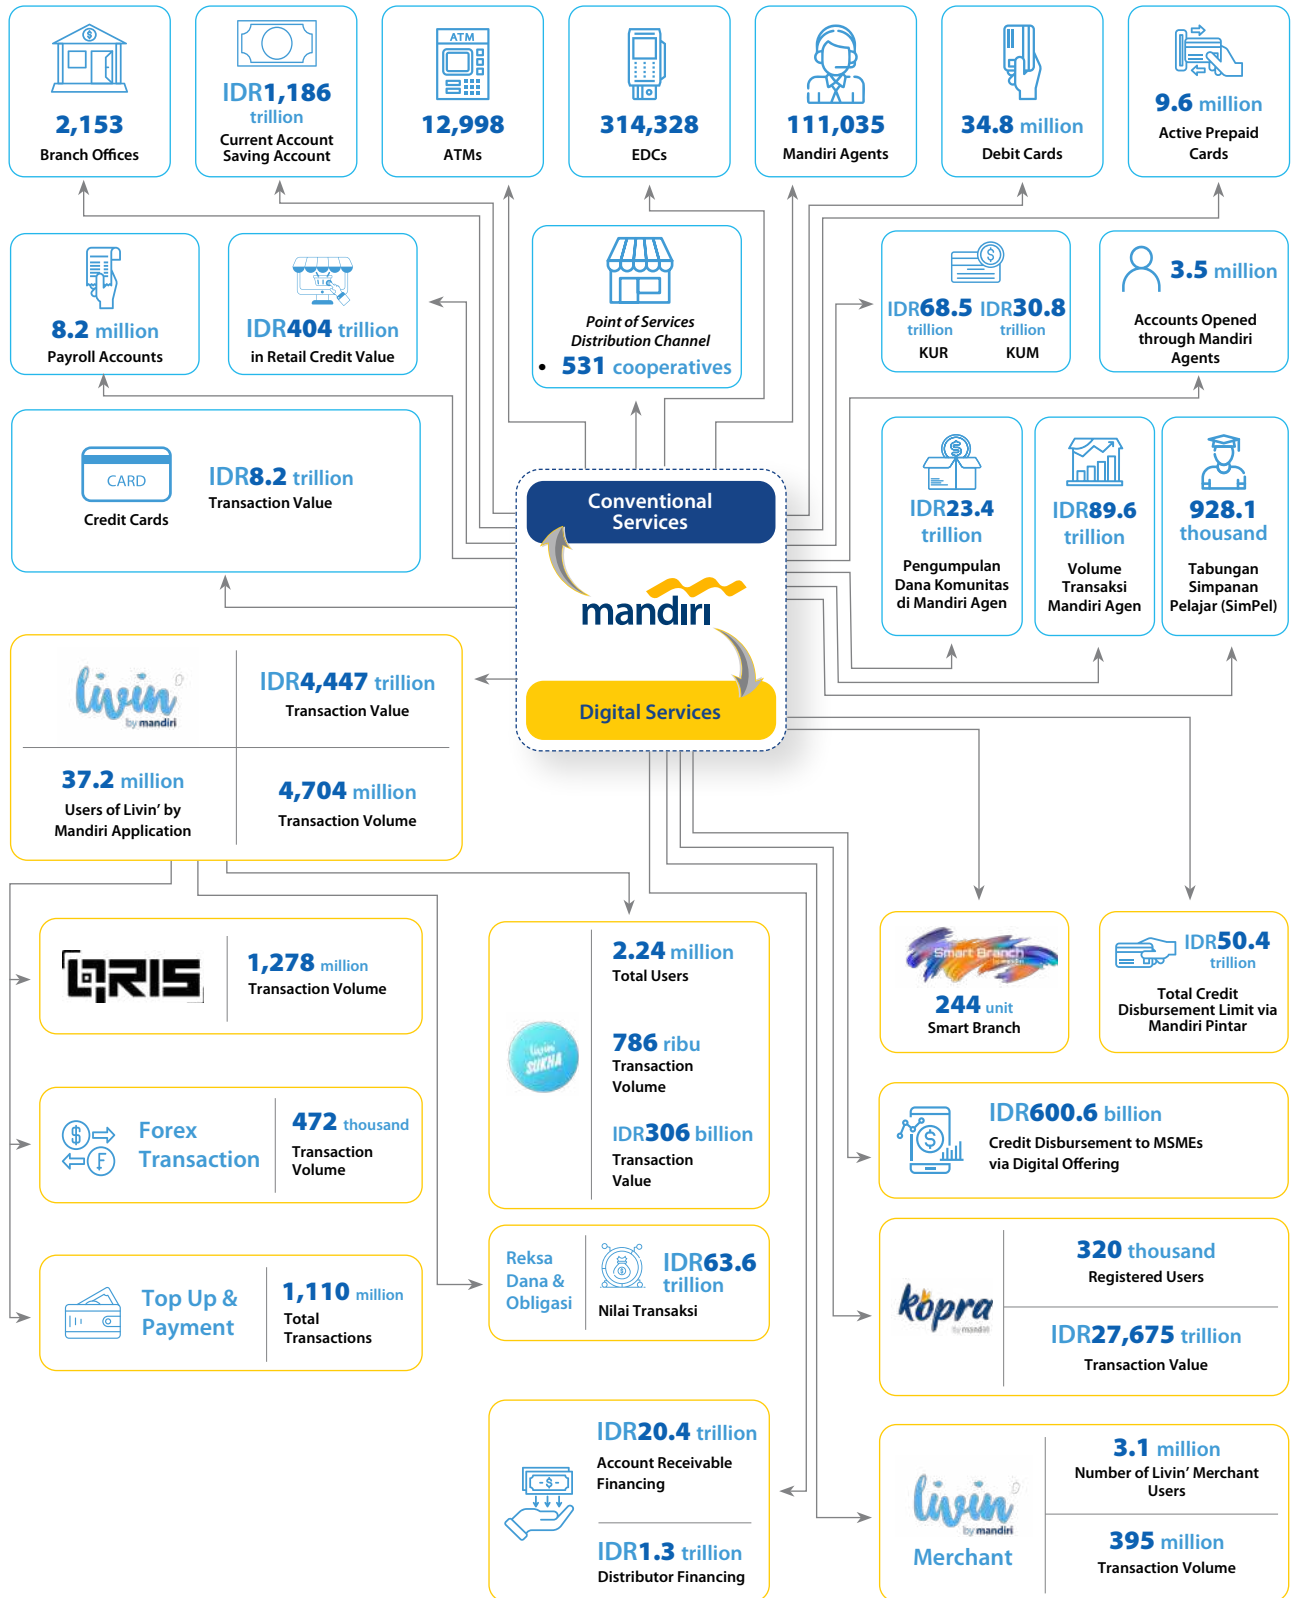 ATM
2,153
Branch Offices
IDR1,186
trillion
Current Account
Saving Account
12,998
ATMs
314,328
EDCs
111,035
Mandiri Agents
34.8 million
Debit Cards
9.6 million
Active Prepaid
Cards
8.2 million
Payroll Accounts
IDR404 trillion
in Retail Credit Value
Point of Services
Distribution Channel
• 531 cooperatives
IDR68.5
trillion
KUR
IDR30.8
trillion
KUM
3.5 million
Accounts Opened
through Mandiri
Agents
CARD
Credit Cards
IDR8.2 trillion
Transaction Value
Conventional
Services
mandiri
Digital Services
IDR23.4
trillion
Pengumpulan
Dana Komunitas
di Mandiri Agen
IDR89.6
trillion
Volume
Transaksi
Mandiri Agen
928.1
thousand
Tabungan
Simpanan
Pelajar (SimPel)
livin'
by mandiri
IDR4,447 trillion
Transaction Value
37.2 million
Users of Livin' by
Mandiri Application
4,704 million
Transaction Volume
QRIS
1,278 million
Transaction Volume
Forex
Transaction
472 thousand
Transaction
Volume
Top Up &
Payment
1,110 million
Total
Transactions
livin'
SUKHA
2.24 million
Total Users
786 ribu
Transaction
Volume
IDR306 billion
Transaction
Value
Reksa
Dana &
Obligasi
IDR63.6
trillion
Nilai Transaksi
IDR20.4 trillion
Account Receivable
Financing
IDR1.3 trillion
Distributor Financing
Smart Branch
by mandiri
244 unit
Smart Branch
IDR50.4
trillion
Total Credit
Disbursement Limit via
Mandiri Pintar
IDR600.6 billion
Credit Disbursement to MSMEs
via Digital Offering
kopra
by mandiri
320 thousand
Registered Users
IDR27,675 trillion
Transaction Value
livin'
by mandiri
Merchant
3.1 million
Number of Livin' Merchant
Users
395 million
Transaction Volume